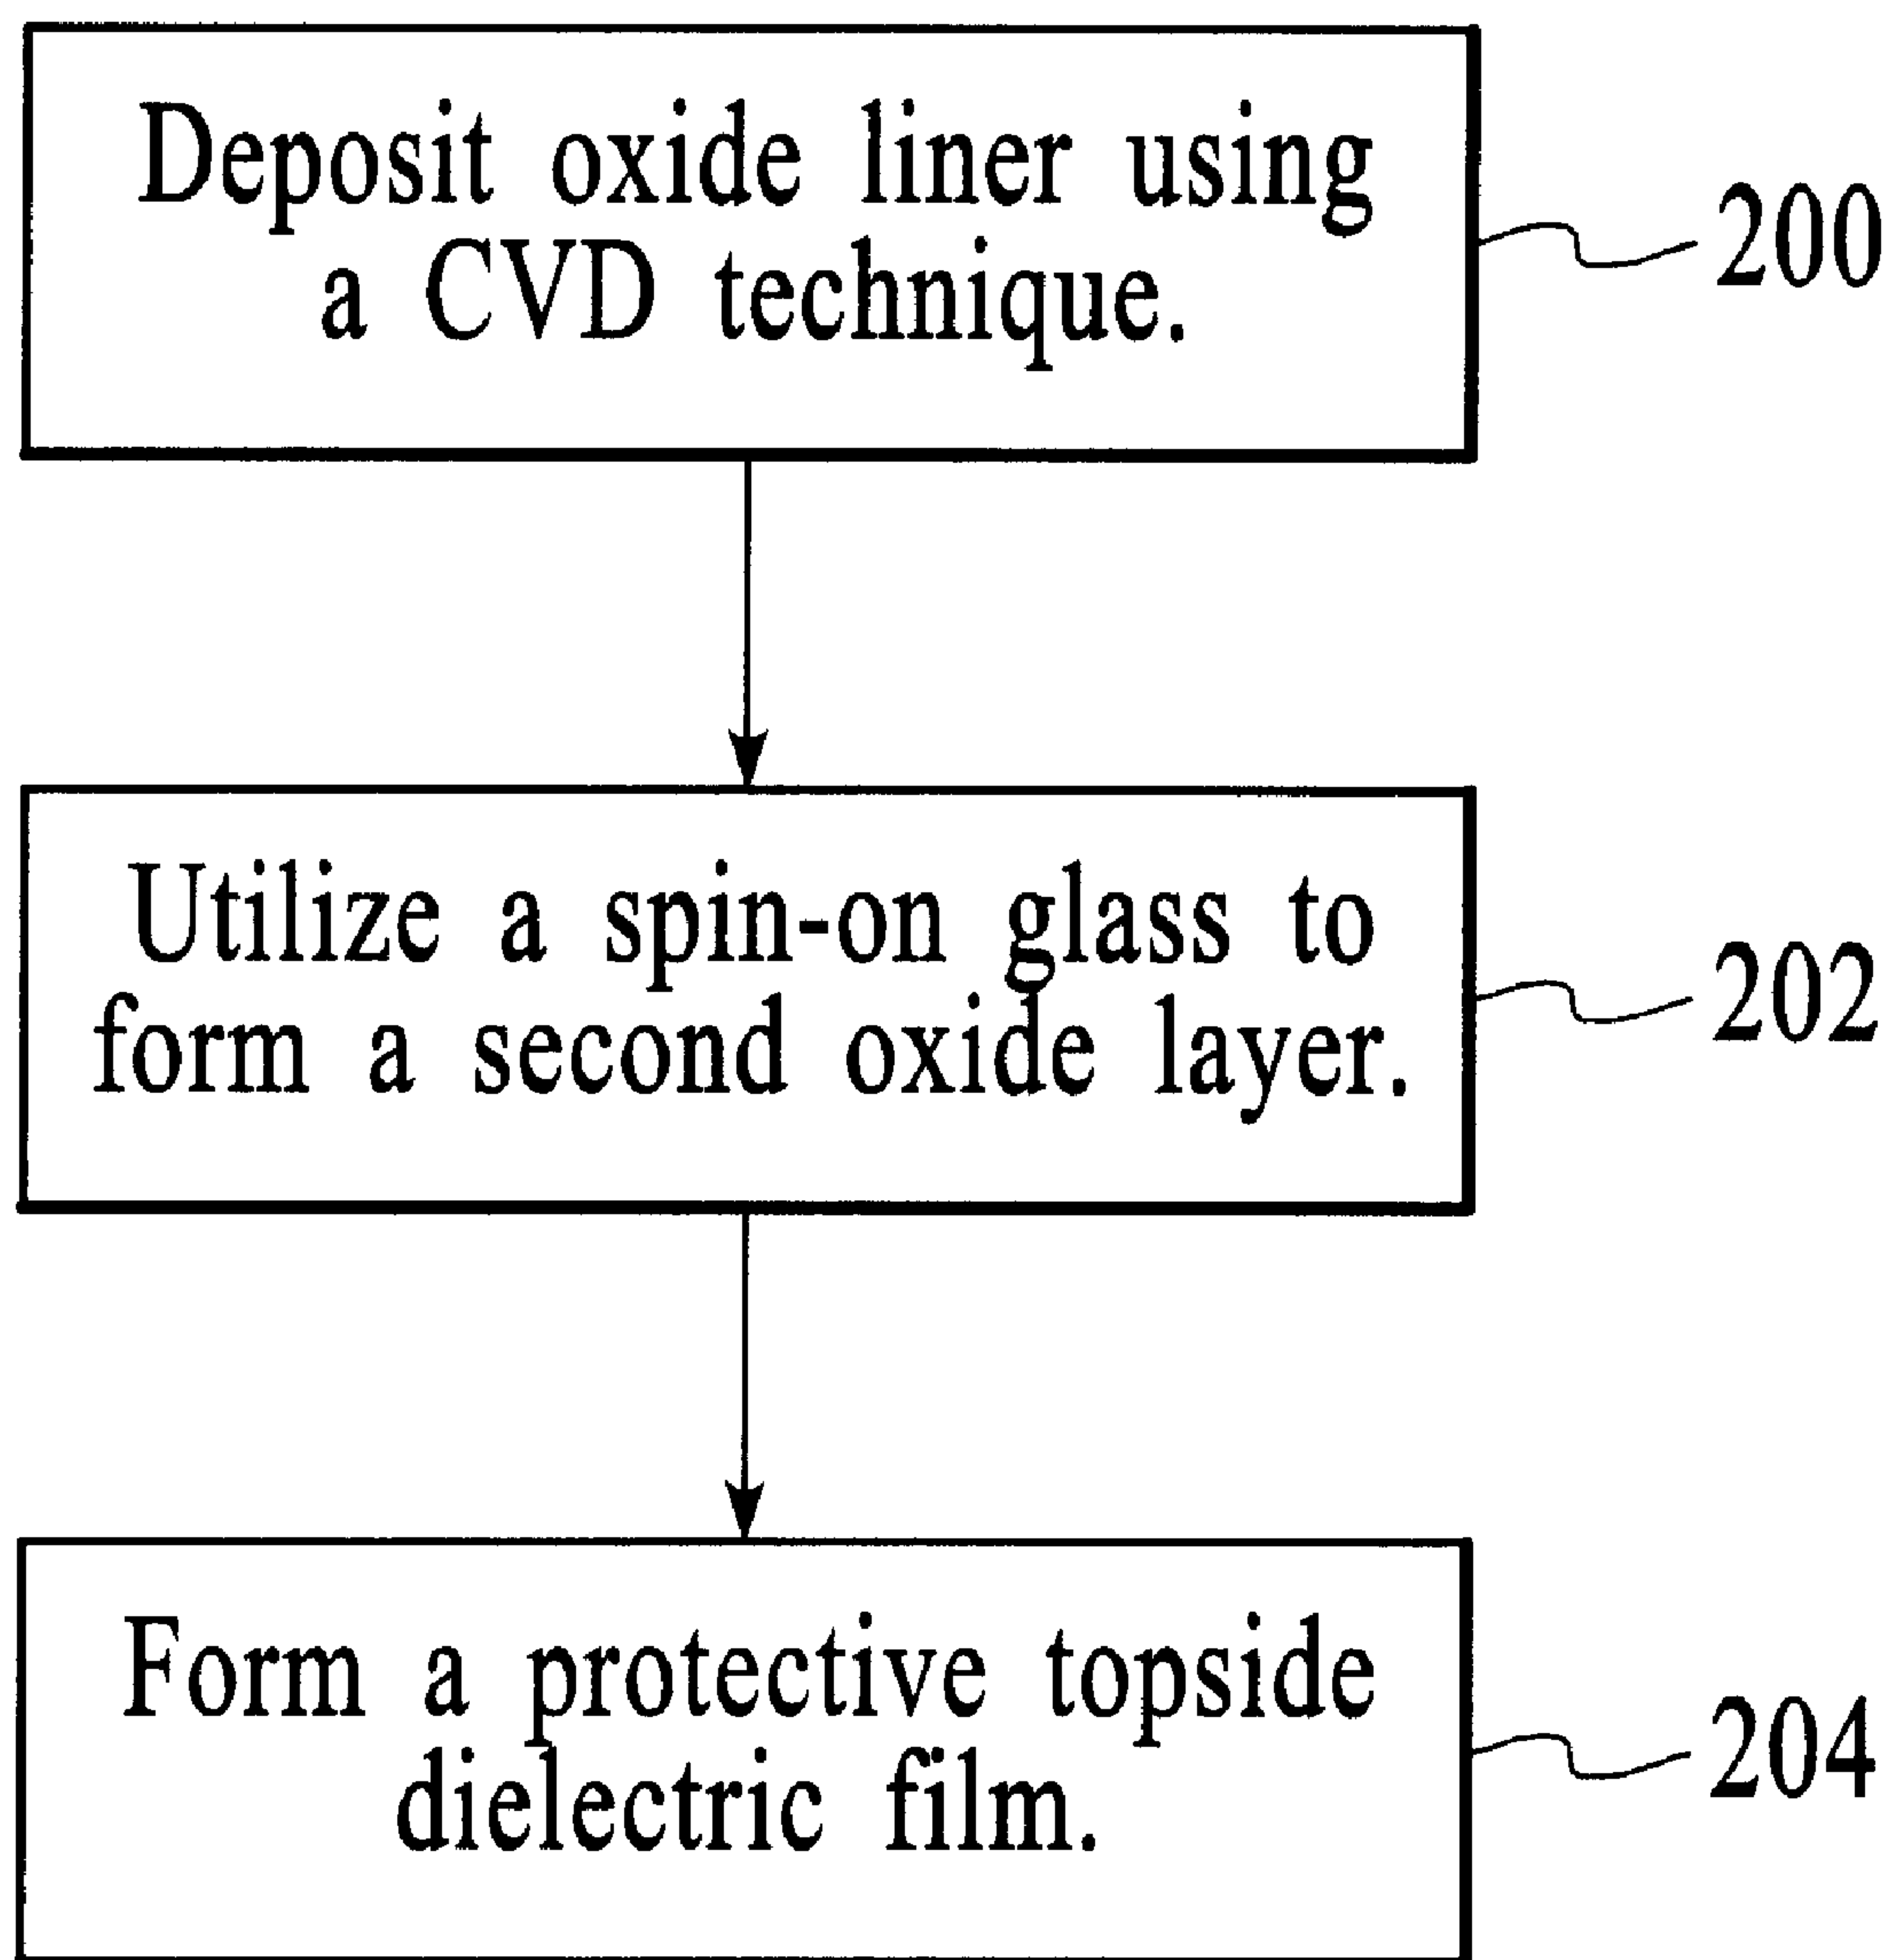 Deposit oxide liner using
a CVD technique.
200
Utilize a spin-on glass to
form a second oxide layer.
202
Form a protective topside
dielectric film.
204